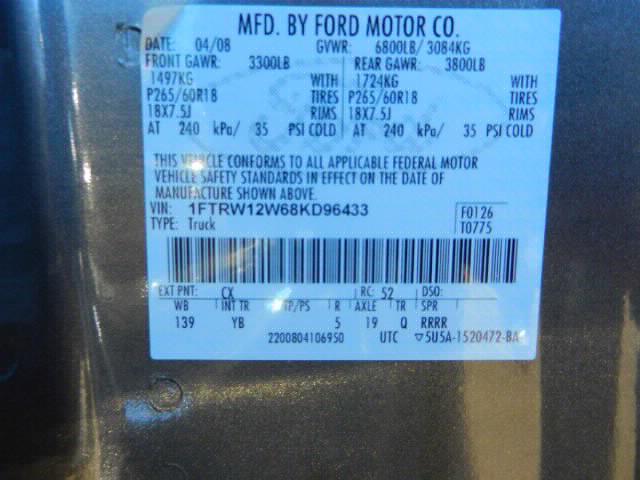 MFD. BY FORD MOTOR CO.
DATE: 04/08 GVWR: 6800LB/ 3084KG
FRONT GAWR: 3300LB REAR GAWR: 3800LB
1497KG WITH 1724KG WITH
P265/60R18 TIRES P265/60R18 TIRES
18X7.5J RIMS 18X7.5J RIMS
AT 240 kPa/ 35 PSI COLD AT 240 kPa/ 35 PSI COLD
THIS VEHICLE CONFORMS TO ALL APPLICABLE FEDERAL MOTOR
VEHICLE SAFETY STANDARDS IN EFFECT ON THE DATE OF
MANUFACTURE SHOWN ABOVE.
VIN: 1FTRW12W68KD96433 F0126
TYPE: Truck T0775
EXT PNT: CX RC: 52 DSO:
WB INT TR TP/PS R AXLE TR SPR
139 YB 5 19 Q RRRR
2200804106950 UTC ▽5U5A-1520472-BA